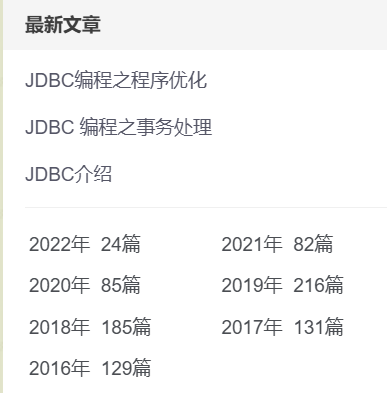 最新文章
JDBC编程之程序优化
JDBC 编程之事务处理
JDBC介绍
2022年 24篇 2021年 82篇
2020年 85篇 2019年 216篇
2018年 185篇 2017年 131篇
2016年 129篇